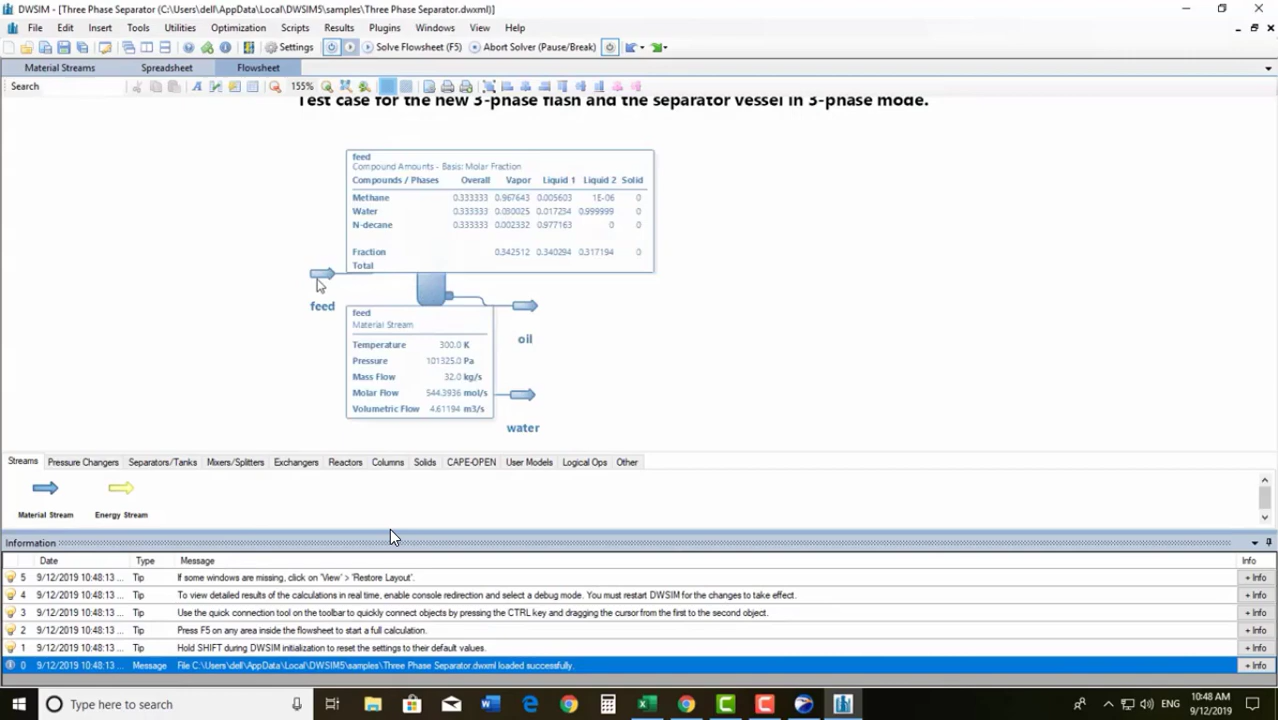 DWSIM - [Three Phase Separator (C:\Users\dell\AppData\Local\DWSIM5\samples\Three Phase Separator.dwxml)]
File Edit Insert Tools Utilities Optimization Scripts Results Plugins Windows View Help
Settings Solve Flowsheet (F5) Abort Solver (Pause/Break)
Material Streams Spreadsheet Flowsheet
Search 155%
Test case for the new 3-phase flash and the separator vessel in 3-phase mode.
feed
Compound Amounts - Basis: Molar Fraction
Compounds / Phases Overall Vapor Liquid 1 Liquid 2 Solid
Methane 0.333333 0.967643 0.005603 1E-06 0
Water 0.333333 0.030025 0.017234 0.999999 0
N-decane 0.333333 0.002332 0.977163 0 0
Fraction 0.342512 0.340294 0.317194 0
Total
feed
oil
water
feed
Material Stream
Temperature 300.0 K
Pressure 101325.0 Pa
Mass Flow 32.0 kg/s
Molar Flow 544.3936 mol/s
Volumetric Flow 4.61194 m3/s
Streams Pressure Changers Separators/Tanks Mixers/Splitters Exchangers Reactors Columns Solids CAPE-OPEN User Models Logical Ops Other
Material Stream Energy Stream
Information
Date Type Message Info
5 9/12/2019 10:48:13 ... Tip If some windows are missing, click on 'View' > 'Restore Layout'. + Info
4 9/12/2019 10:48:13 ... Tip To view detailed results of the calculations in real time, enable console redirection and select a debug mode. You must restart DWSIM for the changes to take effect. + Info
3 9/12/2019 10:48:13 ... Tip Use the quick connection tool on the toolbar to quickly connect objects by pressing the CTRL key and dragging the cursor from the first to the second object. + Info
2 9/12/2019 10:48:13 ... Tip Press F5 on any area inside the flowsheet to start a full calculation. + Info
1 9/12/2019 10:48:13 ... Tip Hold SHIFT during DWSIM initialization to reset the settings to their default values. + Info
0 9/12/2019 10:48:13 ... Message File C:\Users\dell\AppData\Local\DWSIM5\samples\Three Phase Separator.dwxml loaded successfully. + Info
Type here to search
ENG
10:48 AM
9/12/2019